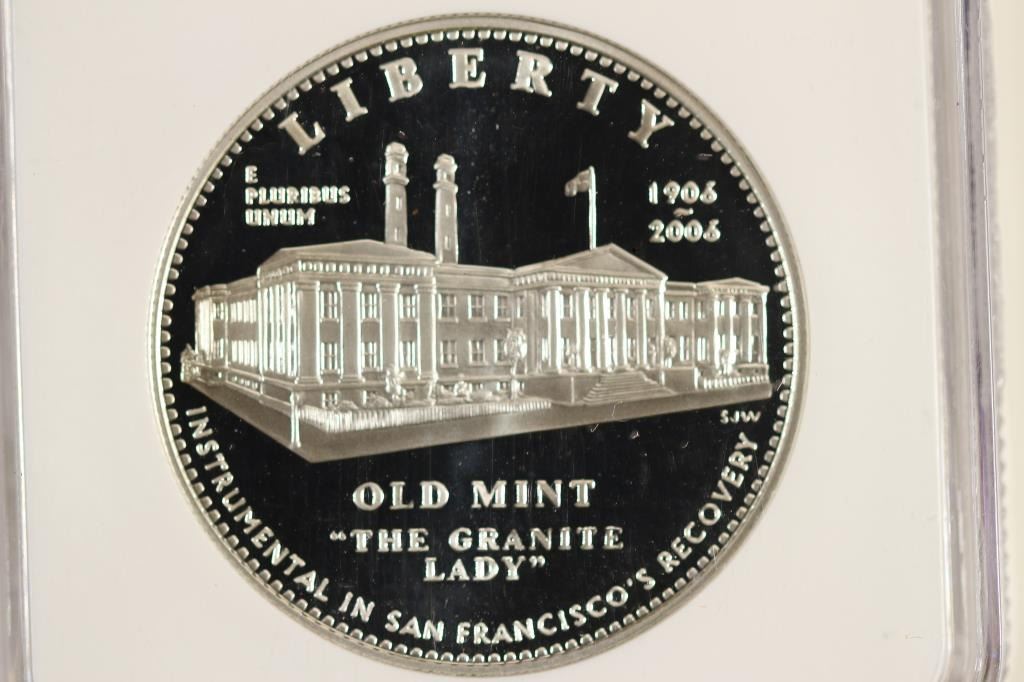 LIBERTY
E
PLURIBUS
UNUM
1906
~
2006
SJW
OLD MINT
“THE GRANITE
LADY”
INSTRUMENTAL IN SAN FRANCISCO'S RECOVERY